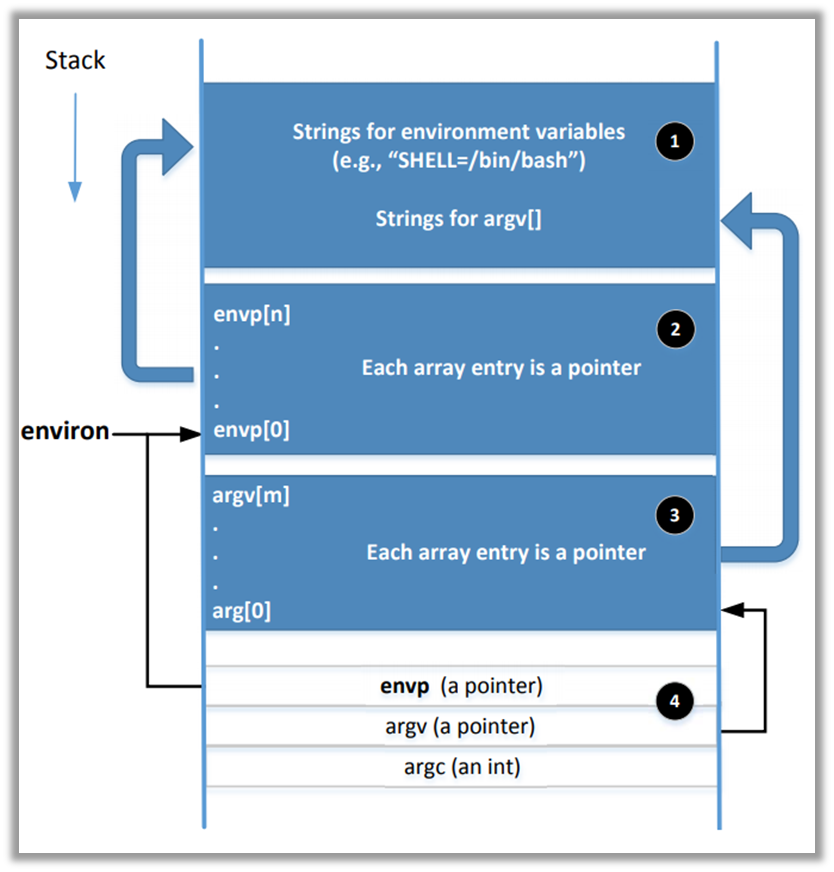 Stack
Strings for environment variables
(e.g., “SHELL=/bin/bash”)
1
Strings for argv[]
envp[n]
.
.
.
envp[0]
Each array entry is a pointer
2
environ
argv[m]
.
.
.
arg[0]
Each array entry is a pointer
3
envp (a pointer)
4
argv (a pointer)
argc (an int)